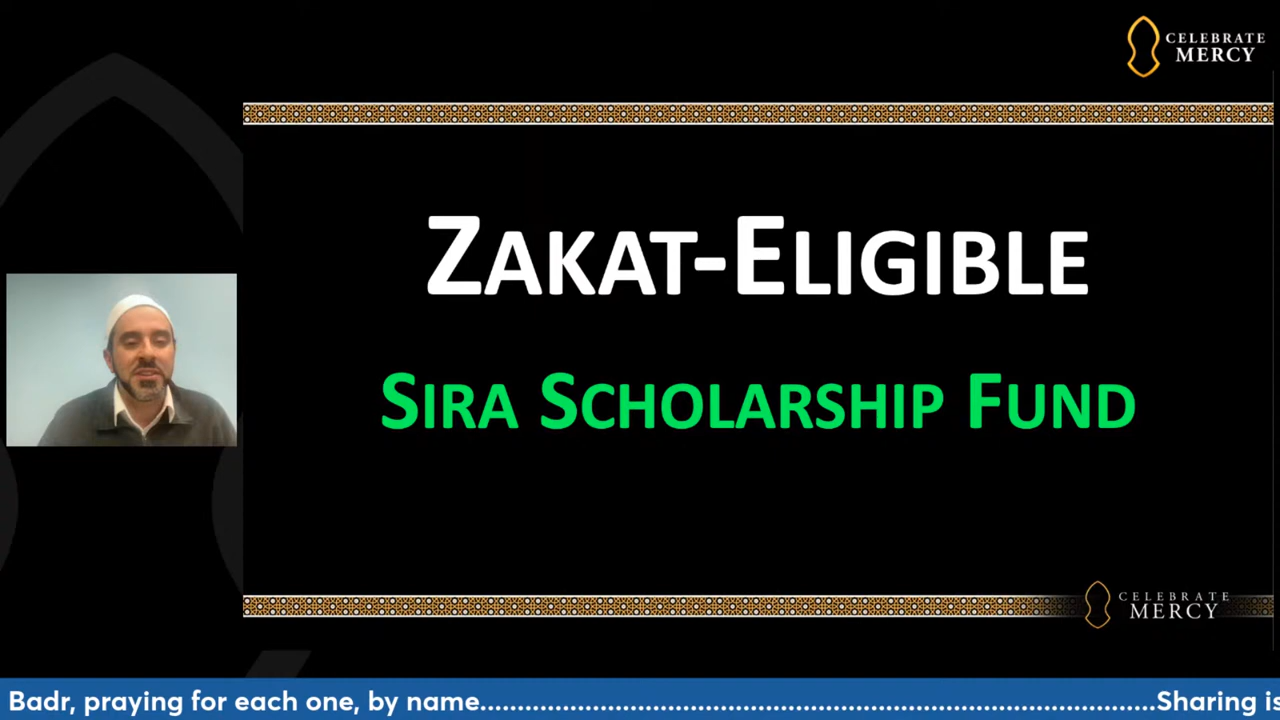 CELEBRATE
MERCY
ZAKAT-ELIGIBLE
SIRA SCHOLARSHIP FUND
CELEBRATE
MERCY
Badr, praying for each one, by name..........................................................................................Sharing is